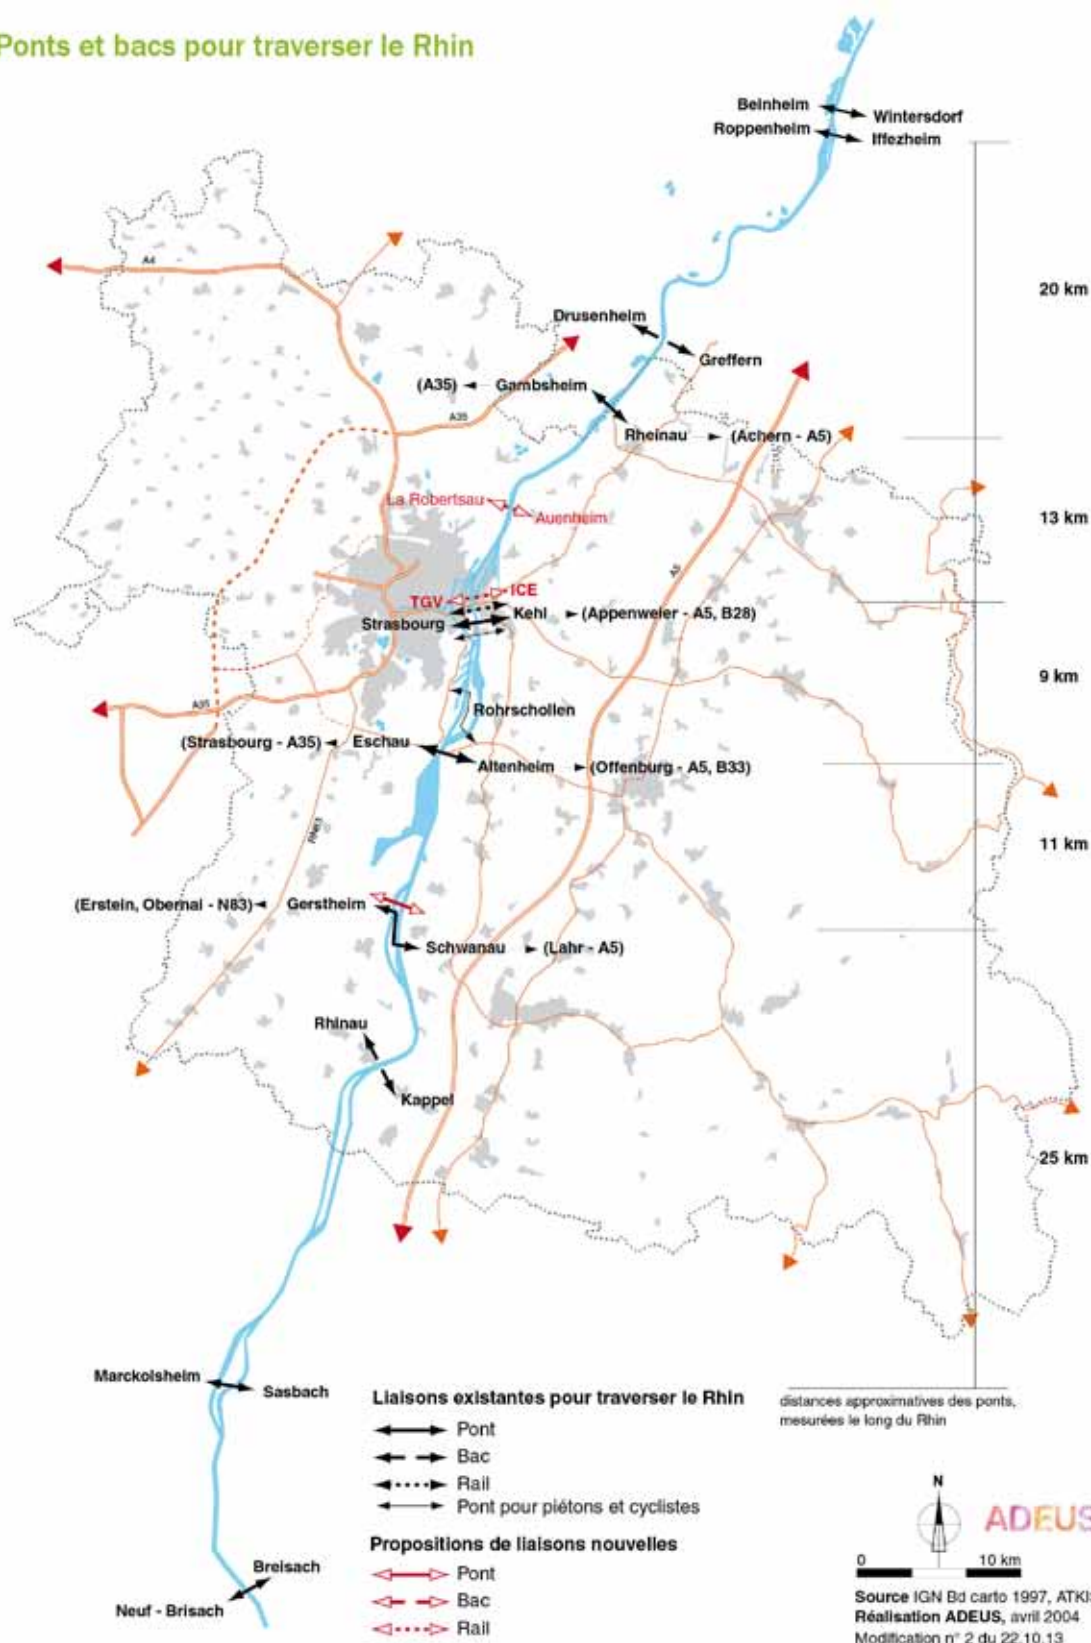 Ponts et bacs pour traverser le Rhin
Beinheim
Wintersdorf
Roppenheim
Iffezheim
A4
20 km
Drusenheim
Greffern
(A35)
Gambsheim
A35
Rheinau
(Achern - A5)
La Robertsau
Auenheim
13 km
A5
TGV
ICE
Strasbourg
Kehl
(Appenweier - A5, B28)
9 km
A35
Rohrschollen
(Strasbourg - A35)
Eschau
Altenheim
(Offenburg - A5, B33)
RN83
11 km
(Erstein, Obernai - N83)
Gerstheim
Schwanau
(Lahr - A5)
Rhinau
Kappel
25 km
Marckolsheim
Sasbach
distances approximatives des ponts,
mesurées le long du Rhin
Liaisons existantes pour traverser le Rhin
Pont
Bac
Rail
Pont pour piétons et cyclistes
Propositions de liaisons nouvelles
Pont
Bac
Rail
Breisach
Neuf - Brisach
N
ADEUS
0
10 km
Source IGN Bd carto 1997, ATKI
Réalisation ADEUS, avril 2004
Modification n° 2 du 22.10.13